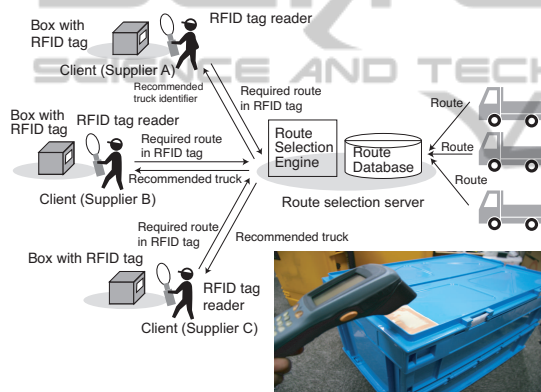 SCIENCE AND TECH
Box with
RFID tag
RFID tag reader
Client (Supplier A)
Recommended
truck identifier
Required route
in RFID tag
Box with
RFID tag
RFID tag reader
Required route
in RFID tag
Recommended truck
Client (Supplier B)
Route
Selection
Engine
Route
Database
Route
Route
Route
Route selection server
Required route
in RFID tag
Recommended truck
Box with RFID tag
RFID tag
reader
Client (Supplier C)